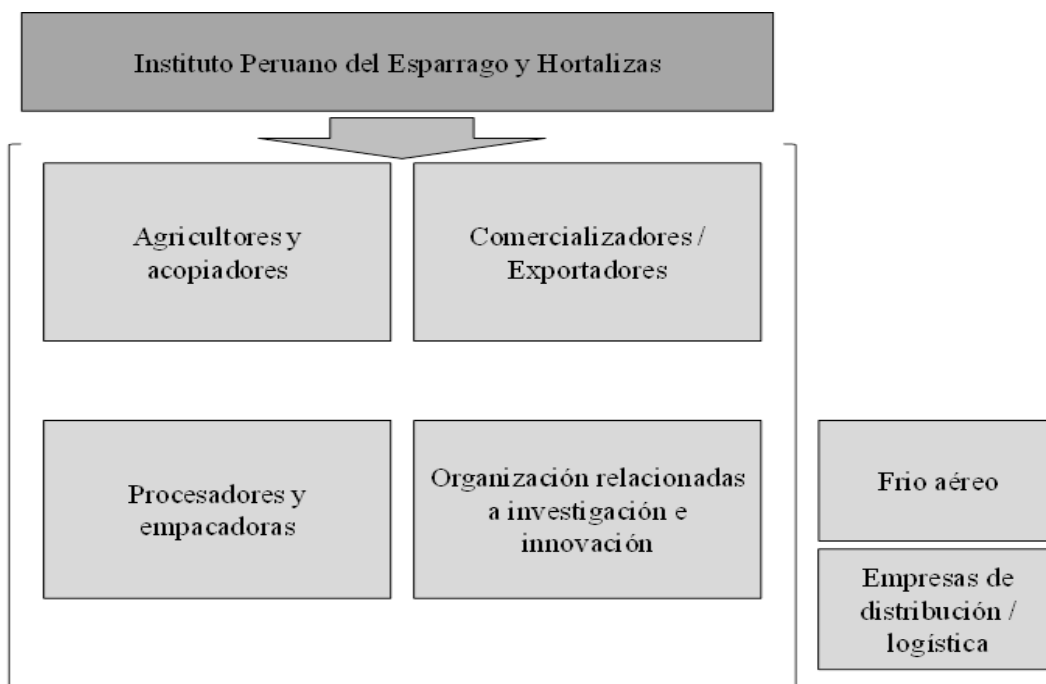 Instituto Peruano del Esparrago y Hortalizas
Agricultores y
acopiadores
Comercializadores /
Exportadores
Procesadores y
empacadoras
Organización relacionadas
a investigación e
innovación
Frio aéreo
Empresas de
distribución /
logística